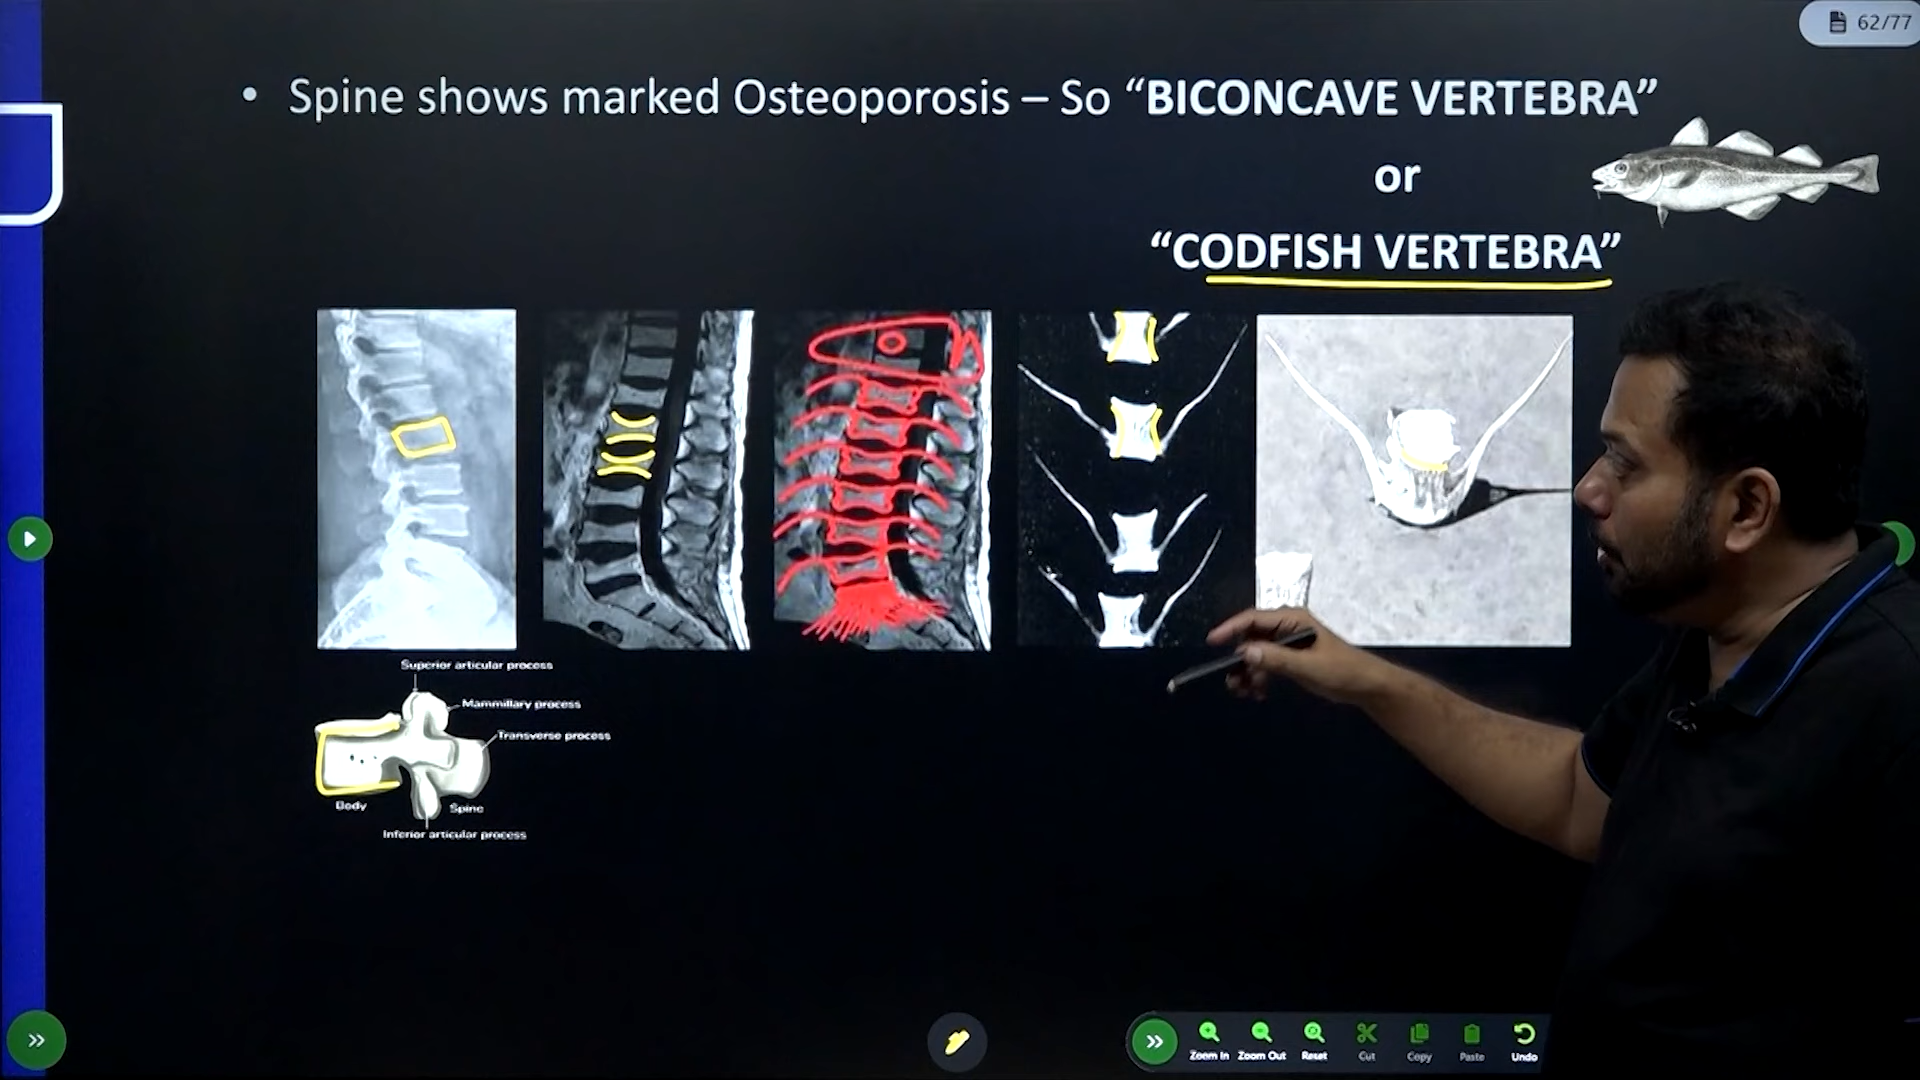 62/77
• Spine shows marked Osteoporosis – So “BICONCAVE VERTEBRA”
or
“CODFISH VERTEBRA”
Superior articular process
Mammillary process
Transverse process
Body
Spine
Inferior articular process
Zoom In
Zoom Out
Reset
Cut
Copy
Paste
Undo